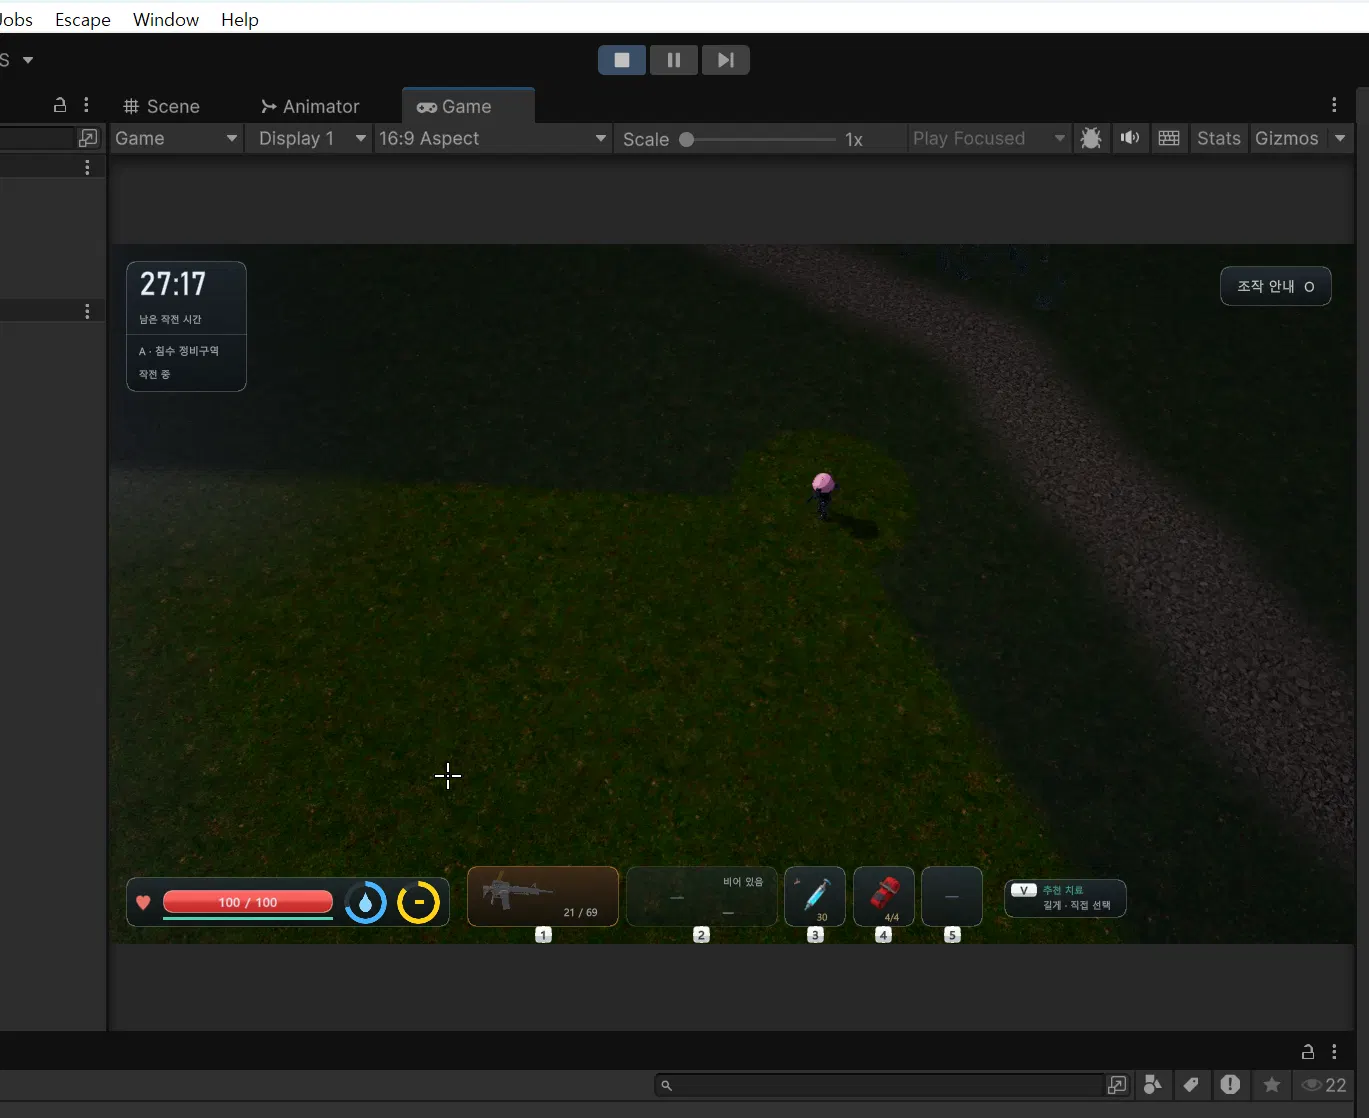 Jobs Escape Window Help
S
Scene Animator Game
Game Display 1 16:9 Aspect Scale 1x Play Focused Stats Gizmos
27:17
남은 작전 시간
A · 침수 정비구역
작전 중
조작 안내 O
100 / 100
21 / 69
비어 있음
30
4/4
V 추천 치료
길게 · 직접 선택
1 2 3 4 5
22